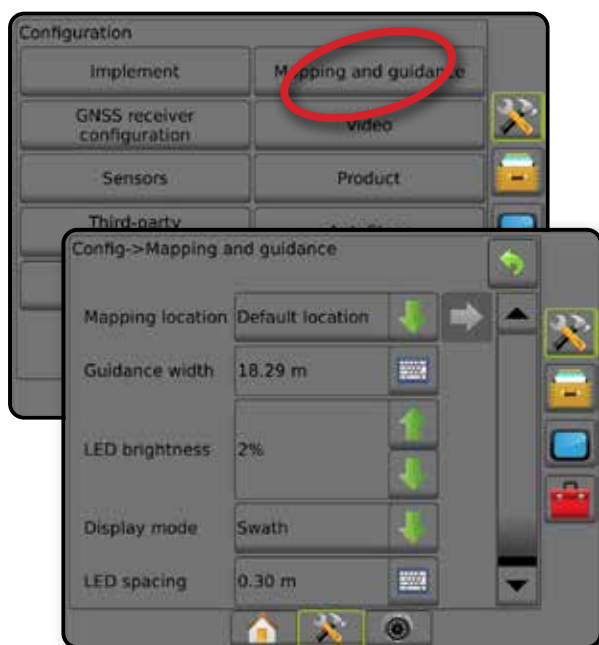 Configuration
Implement
Mapping and guidance
GNSS receiver
configuration
Video
Sensors
Product
Third-party
Config->Mapping and guidance
Mapping location
Default location
Guidance width
18.29 m
LED brightness
2%
Display mode
Swath
LED spacing
0.30 m